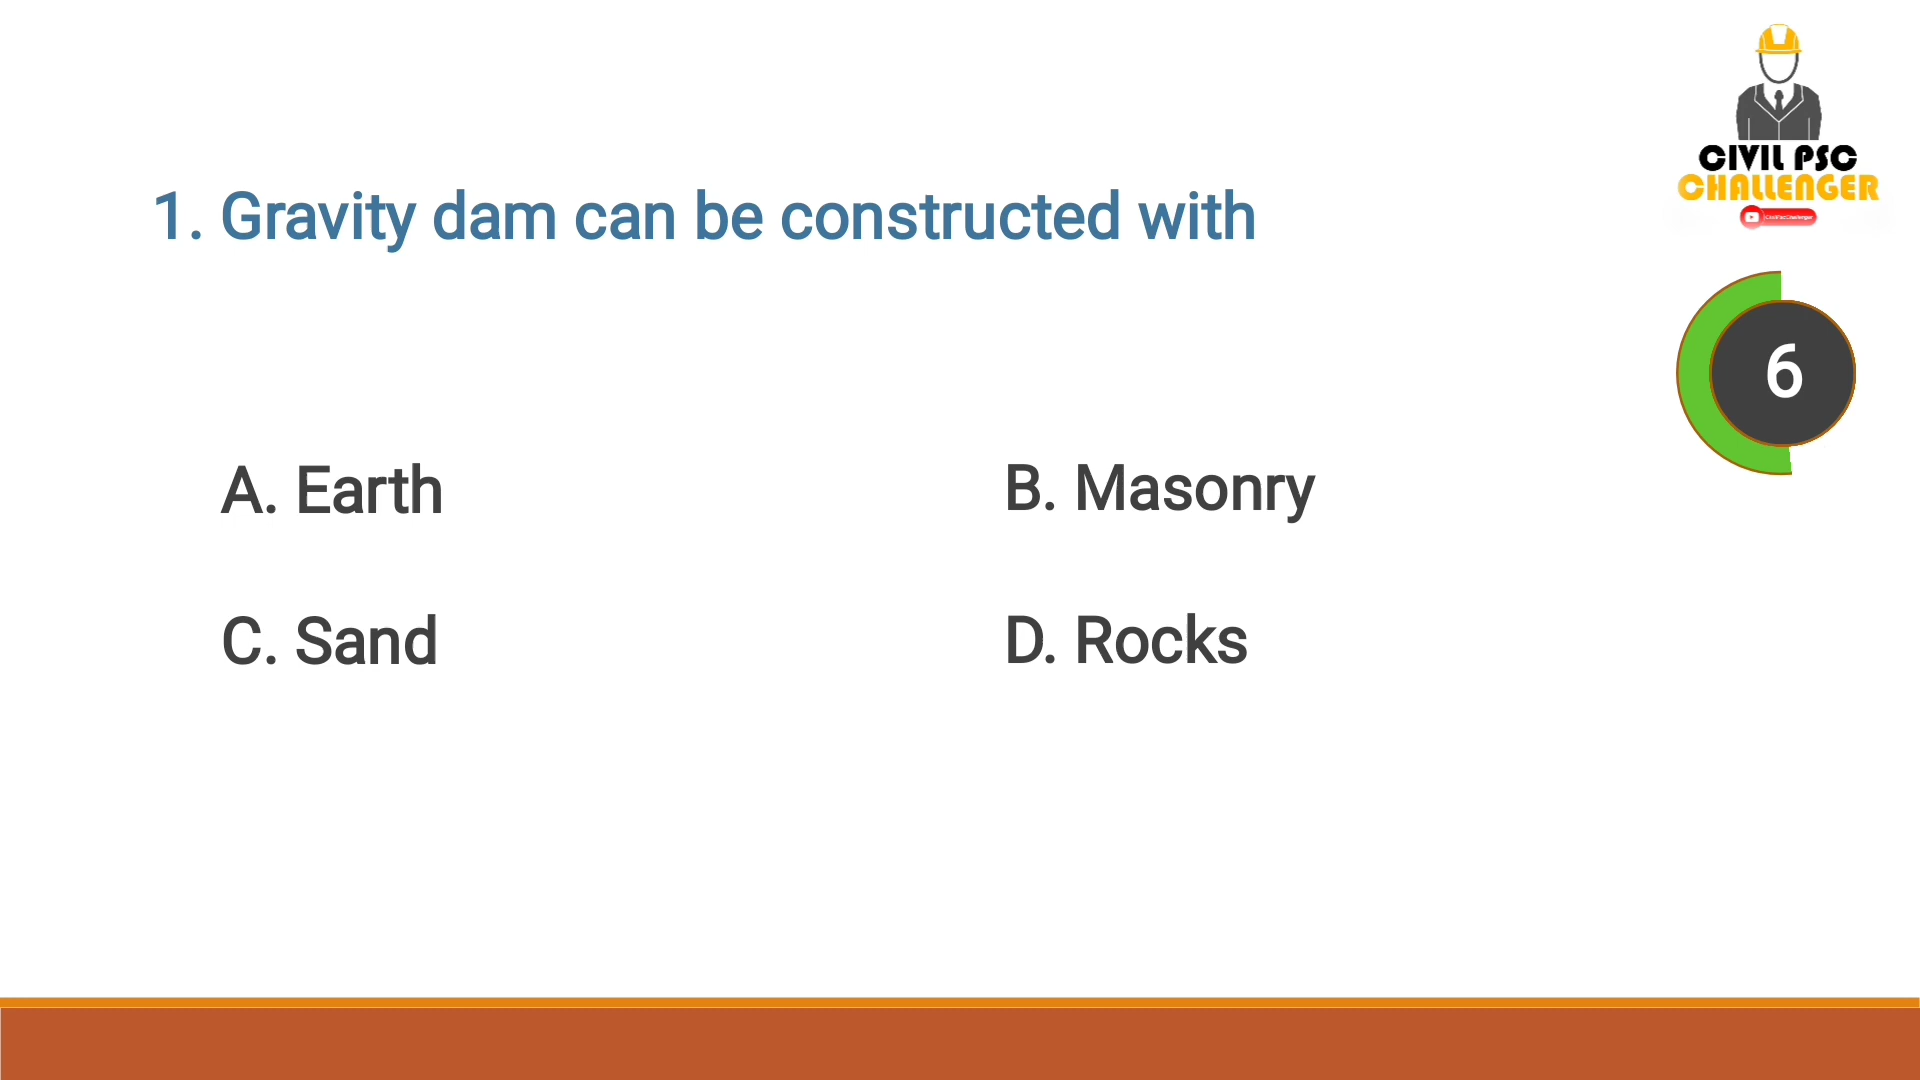 CIVIL PSC
CHALLENGER
1. Gravity dam can be constructed with
6
A. Earth
B. Masonry
C. Sand
D. Rocks